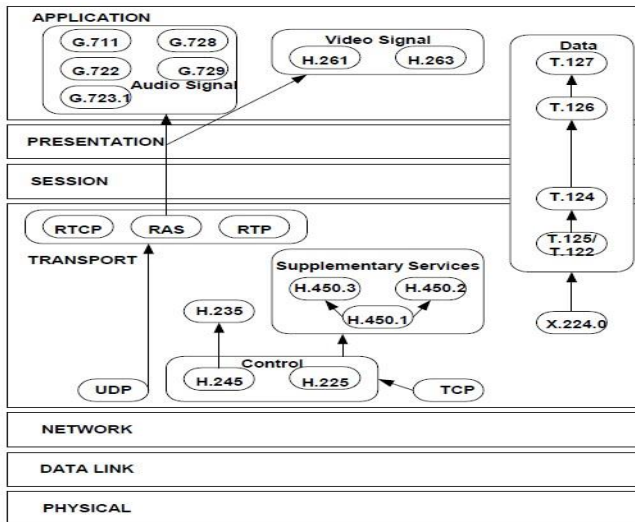 APPLICATION
G.711 G.728
G.722 G.729
Audio Signal
G.723.1
Video Signal
H.261 H.263
Data
T.127
T.126
PRESENTATION
SESSION
T.124
T.125/
T.122
RTCP RAS RTP
TRANSPORT
Supplementary Services
H.450.3 H.450.2
H.450.1
H.235
X.224.0
Control
H.245 H.225
UDP
TCP
NETWORK
DATA LINK
PHYSICAL